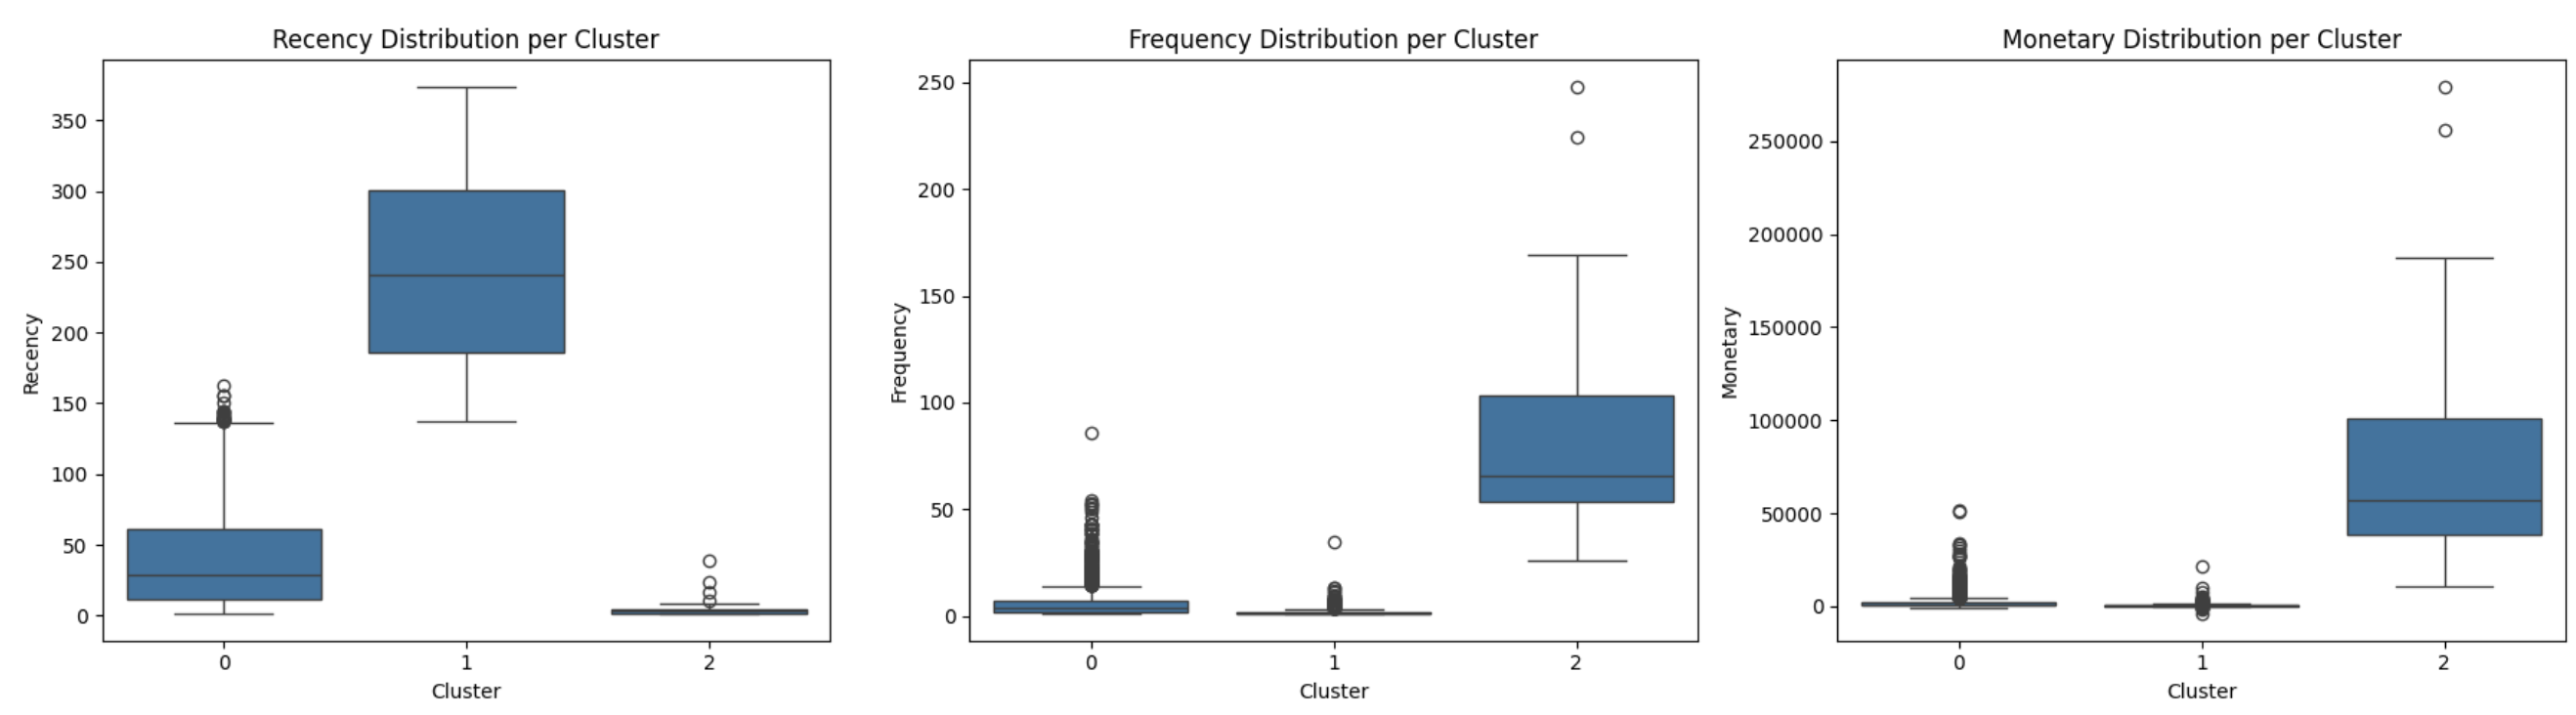 Recency Distribution per Cluster
Recency
350
300
250
200
150
100
50
0
0 1 2
Cluster
Frequency Distribution per Cluster
Frequency
250
200
150
100
50
0
0 1 2
Cluster
Monetary Distribution per Cluster
Monetary
250000
200000
150000
100000
50000
0
0 1 2
Cluster